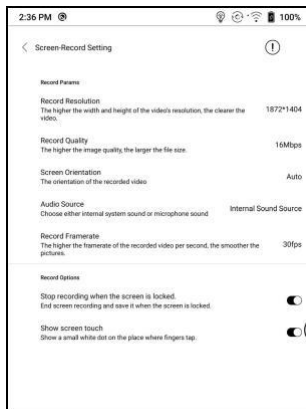 2:36 PM 100%
Screen-Record Setting
Record Params
Record Resolution
The higher the width and height of the video's resolution, the clearer the
video.
1872*1404
Record Quality
The higher the image quality, the larger the file size.
16Mbps
Screen Orientation
The orientation of the recorded video
Auto
Audio Source
Choose either internal system sound or microphone sound
Internal Sound Source
Record Framerate
The higher the framerate of the recorded video per second, the smoother the
pictures.
30fps
Record Options
Stop recording when the screen is locked.
End screen recording and save it when the screen is locked.
Show screen touch
Show a small white dot on the place where fingers tap.